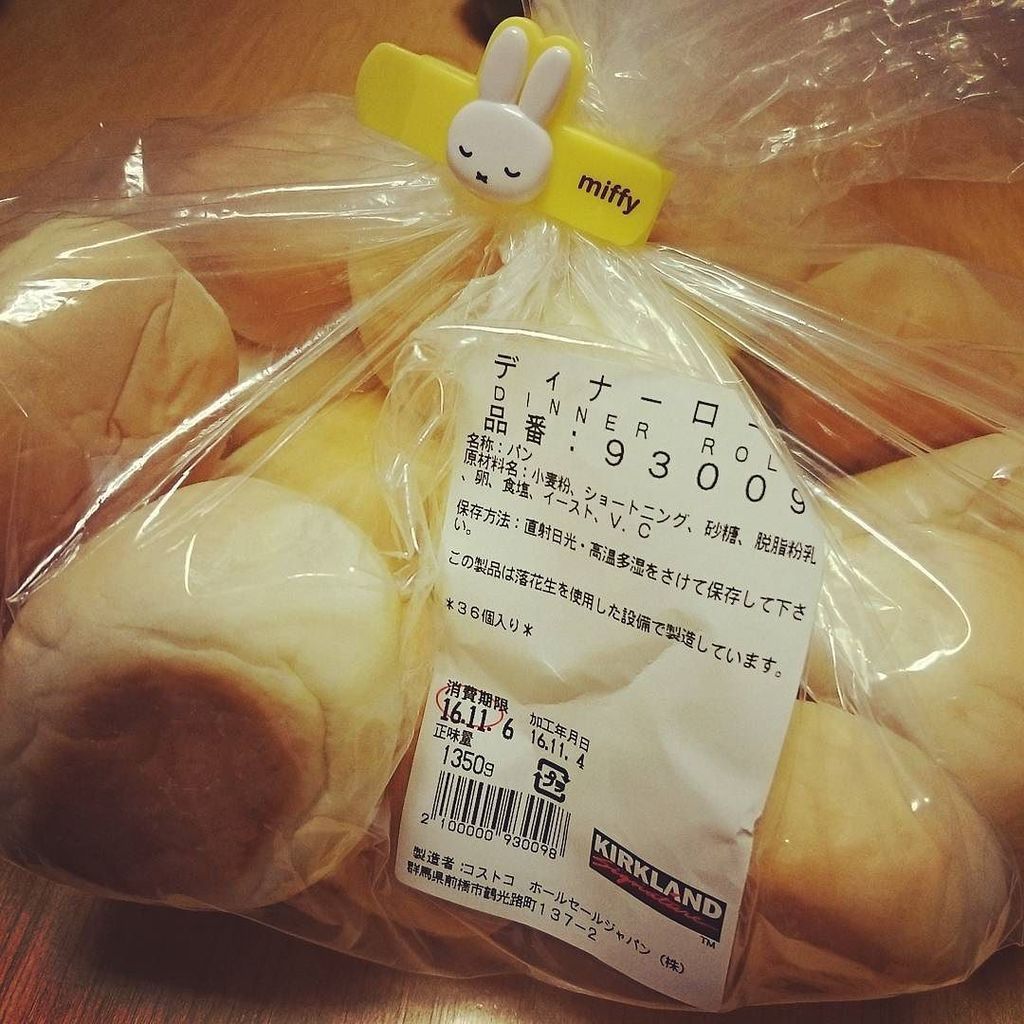 miffy
ディナーロ
DINNER ROL
品番:93009
名称:パン
原材料名:小麦粉、ショートニング、砂糖、脱脂粉乳
、卵、食塩、イースト、V.C
保存方法:直射日光・高温多湿をさけて保存して下さ
い。
この製品は落花生を使用した設備で製造しています。
*36個入り*
消費期限
16.11. 6
加工年月日
16.11. 4
正味量
1350g
プラ
2 100000 930098
KIRKLAND
Signature
TM
製造者:コストコ ホールセールジャパン(株)
群馬県前橋市鶴光路町137-2